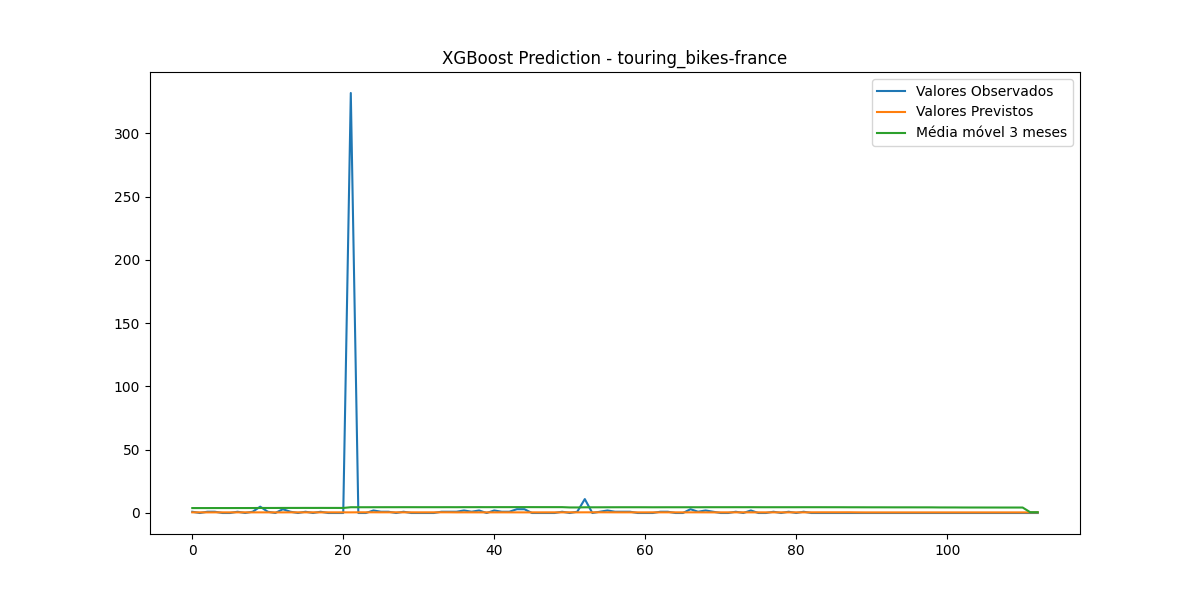 XGBoost Prediction - touring_bikes-france
Valores Observados
Valores Previstos
Média móvel 3 meses
300
250
200
150
100
50
0
0 20 40 60 80 100